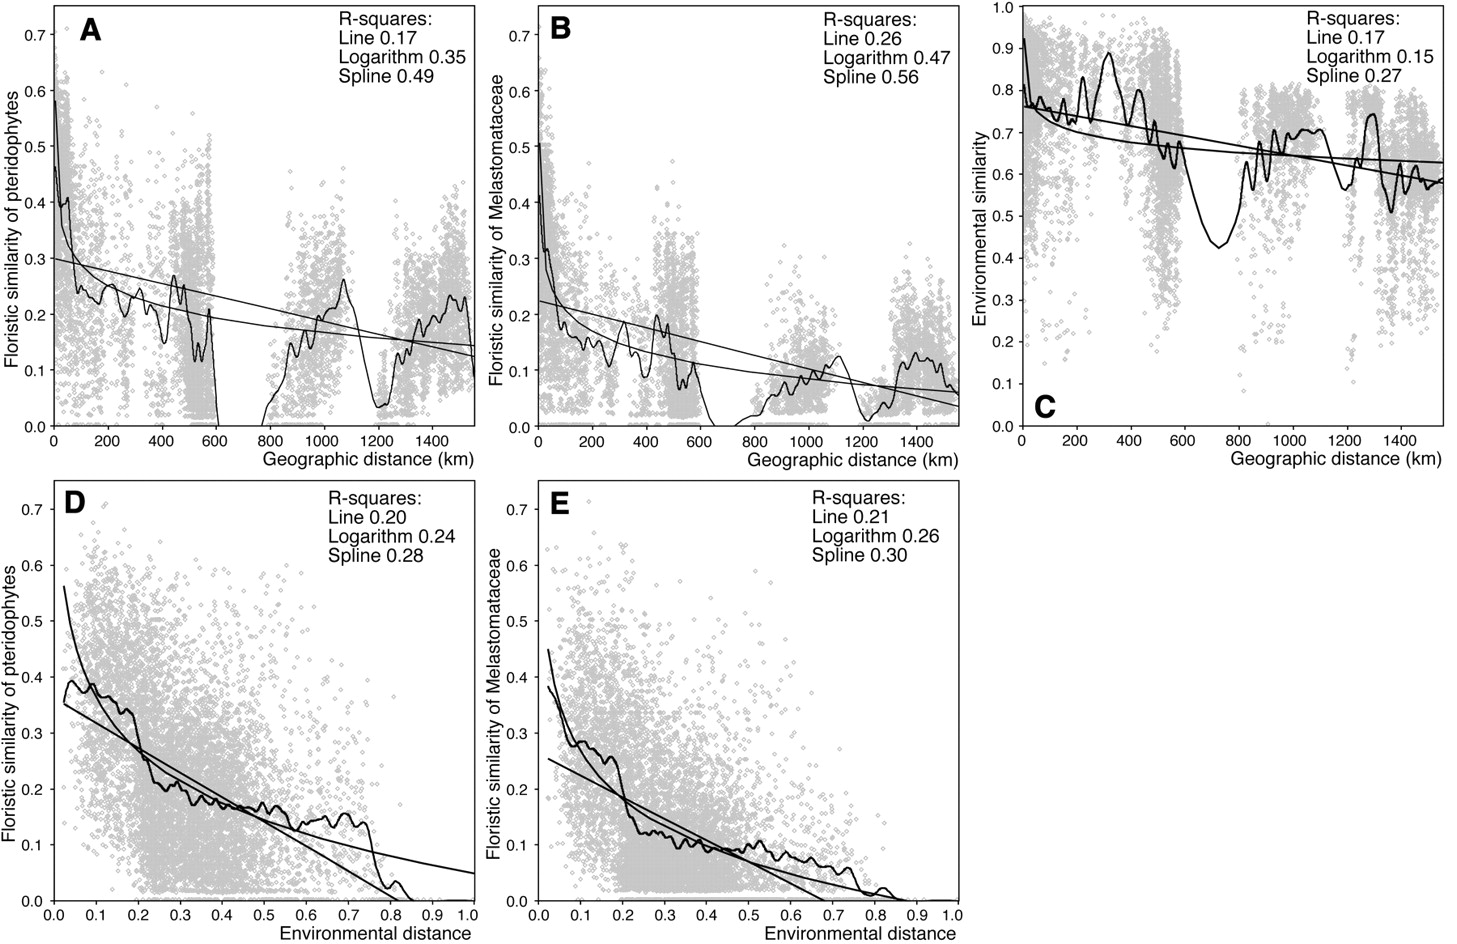 A
R-squares:
Line 0.17
Logarithm 0.35
Spline 0.49
Floristic similarity of pteridophytes
0.7
0.6
0.5
0.4
0.3
0.2
0.1
0.0
0 200 400 600 800 1000 1200 1400
Geographic distance (km)
B
R-squares:
Line 0.26
Logarithm 0.47
Spline 0.56
Floristic similarity of Melastomataceae
0.7
0.6
0.5
0.4
0.3
0.2
0.1
0.0
0 200 400 600 800 1000 1200 1400
Geographic distance (km)
C
R-squares:
Line 0.17
Logarithm 0.15
Spline 0.27
Environmental similarity
1.0
0.9
0.8
0.7
0.6
0.5
0.4
0.3
0.2
0.1
0.0
0 200 400 600 800 1000 1200 1400
Geographic distance (km)
D
R-squares:
Line 0.20
Logarithm 0.24
Spline 0.28
Floristic similarity of pteridophytes
0.7
0.6
0.5
0.4
0.3
0.2
0.1
0.0
0.0 0.1 0.2 0.3 0.4 0.5 0.6 0.7 0.8 0.9 1.0
Environmental distance
E
R-squares:
Line 0.21
Logarithm 0.26
Spline 0.30
Floristic similarity of Melastomataceae
0.7
0.6
0.5
0.4
0.3
0.2
0.1
0.0
0.0 0.1 0.2 0.3 0.4 0.5 0.6 0.7 0.8 0.9 1.0
Environmental distance